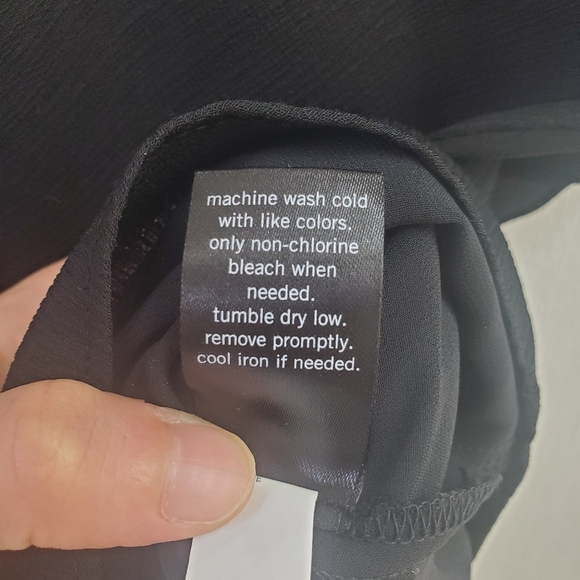 machine wash cold
with like colors.
only non-chlorine
bleach when
needed.
tumble dry low.
remove promptly.
cool iron if needed.